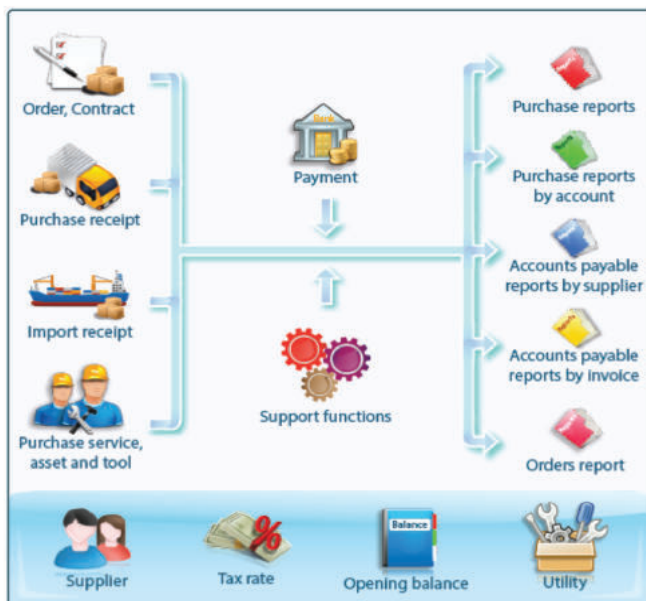 Order, Contract
Purchase receipt
Import receipt
Purchase service,
asset and tool
Bank
Payment
Support functions
Purchase reports
Purchase reports
by account
Accounts payable
reports by supplier
Reports
Accounts payable
reports by invoice
Orders report
Supplier
%
Tax rate
Balance
Opening balance
Utility